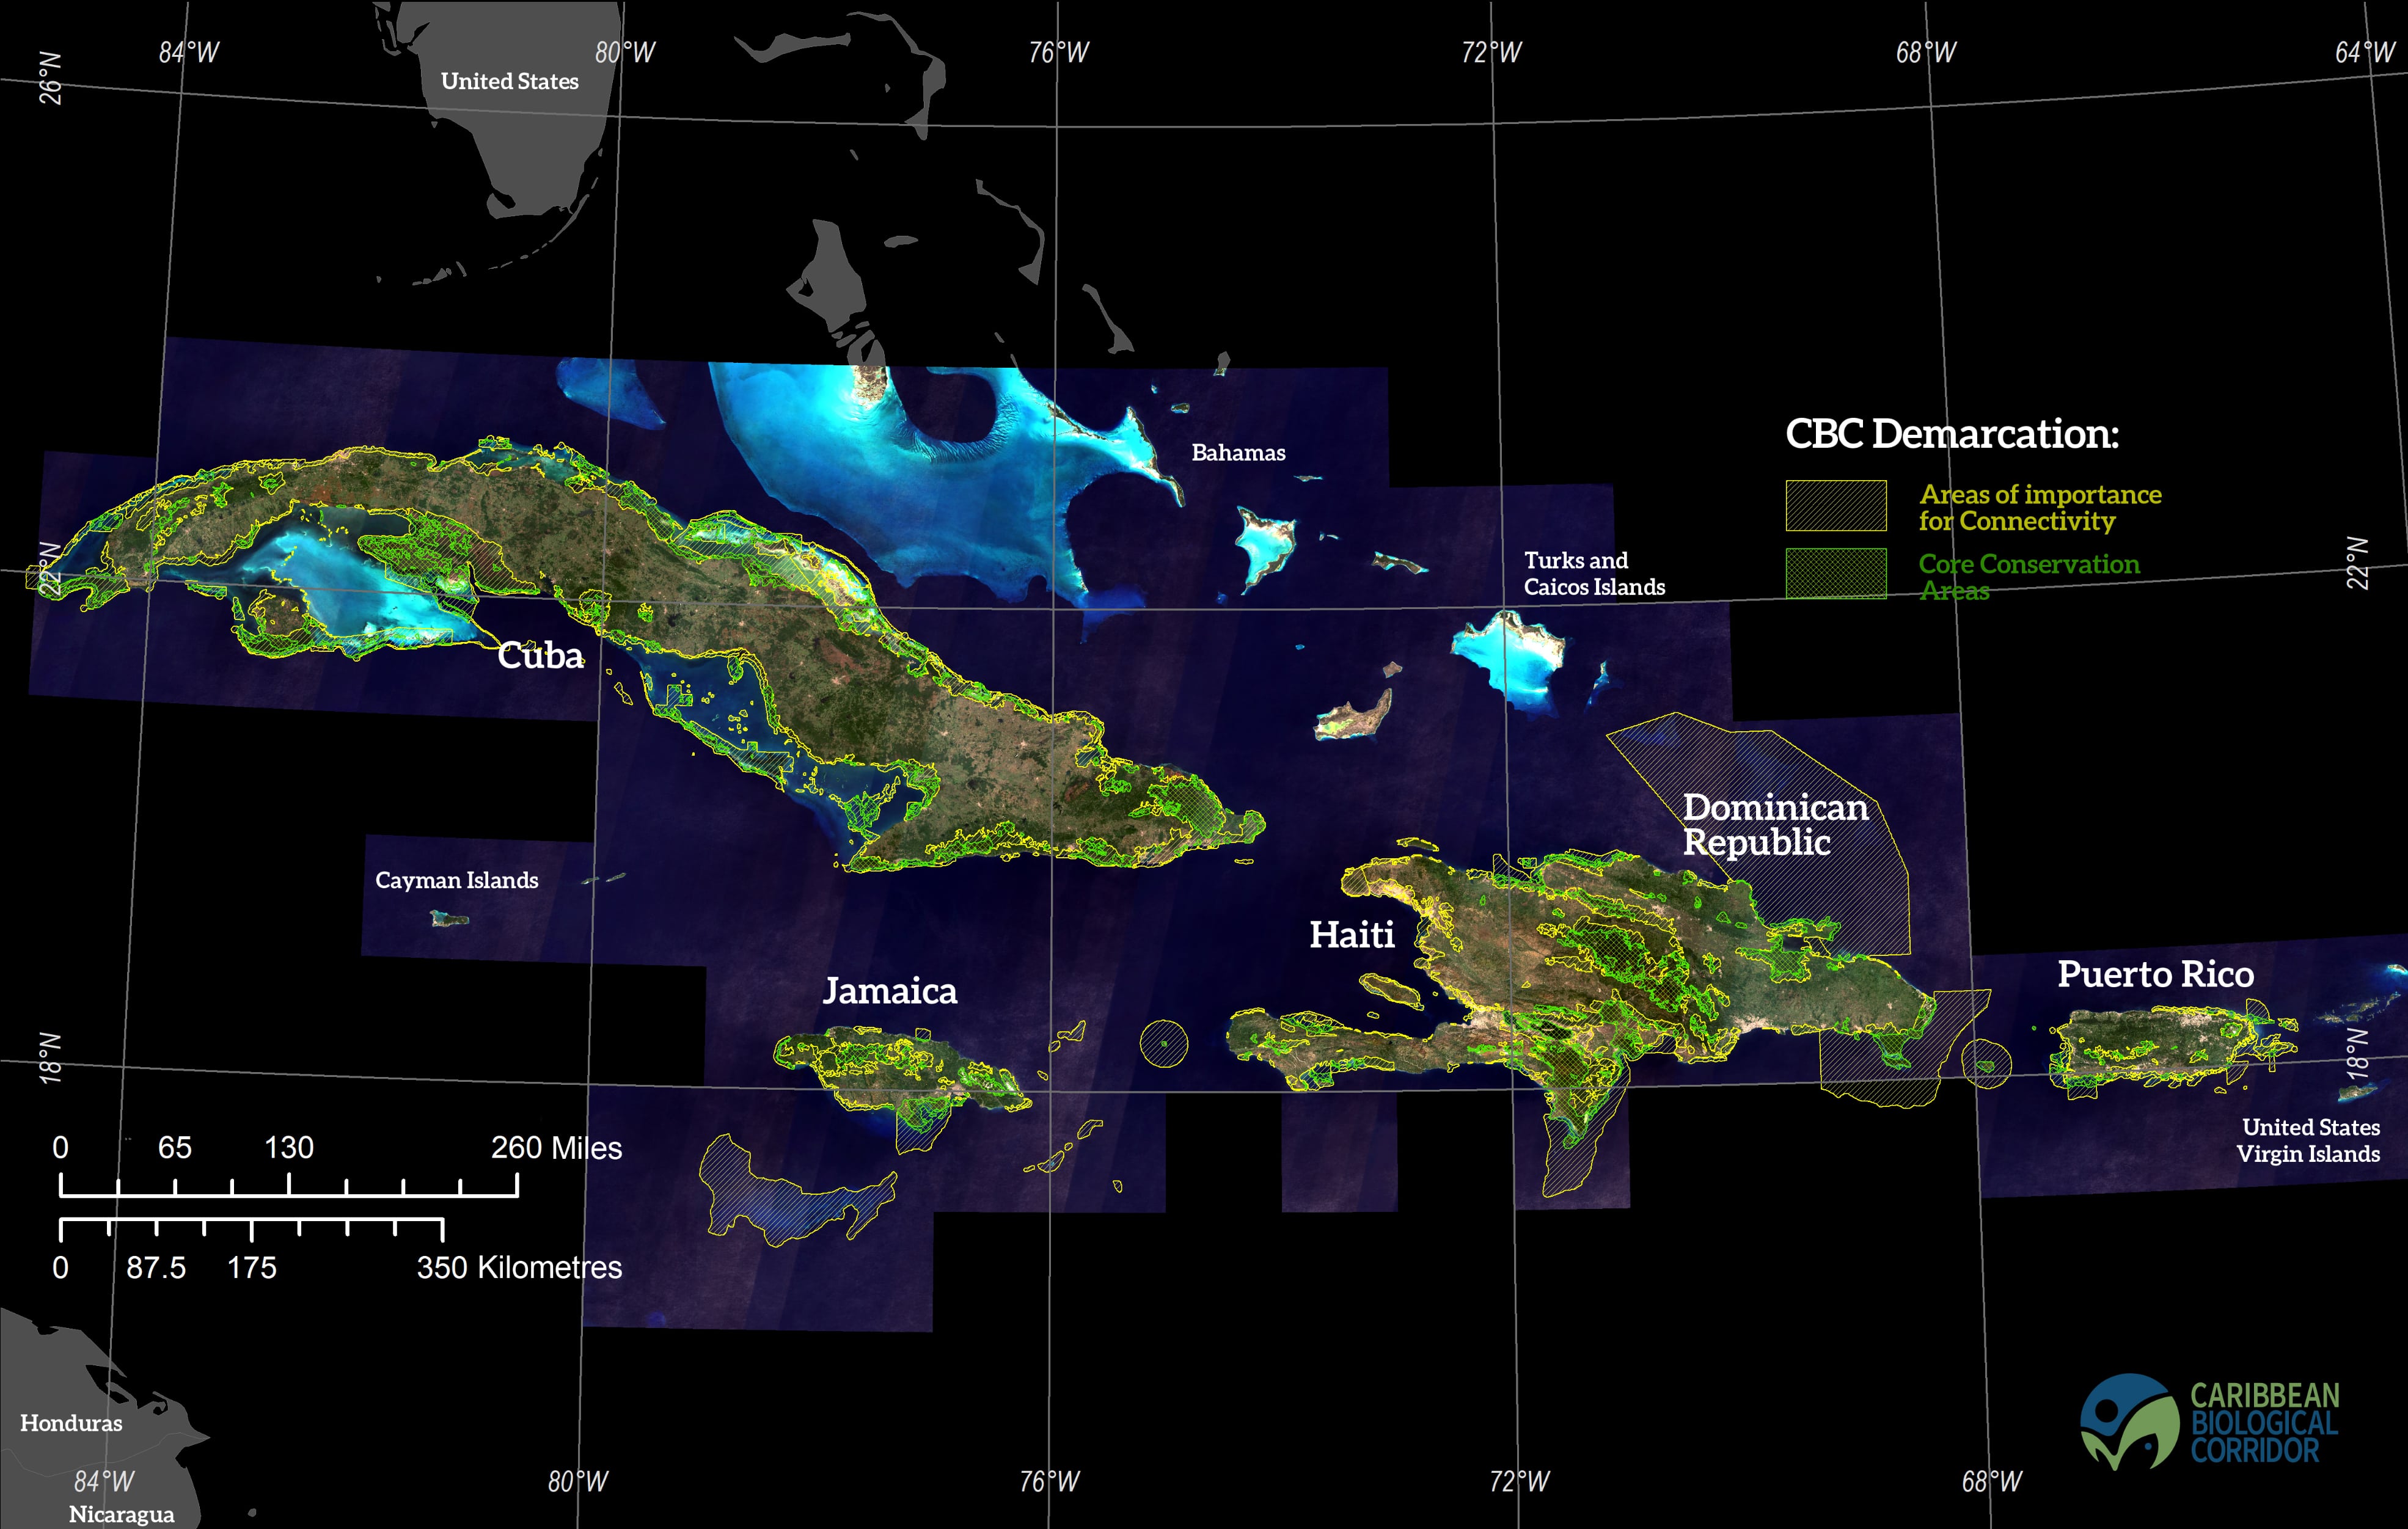 84°W
80°W
76°W
72°W
68°W
64°W
26°N
United States
CBC Demarcation:
Bahamas
Areas of importance
for Connectivity
22°N
Turks and
Caicos Islands
Core Conservation
Areas
22°N
Cuba
Dominican
Republic
Cayman Islands
Haiti
Jamaica
Puerto Rico
18°N
18°N
United States
Virgin Islands
0 65 130 260 Miles
0 87.5 175 350 Kilometres
CARIBBEAN
BIOLOGICAL
CORRIDOR
Honduras
84°W
80°W
76°W
72°W
68°W
Nicaragua